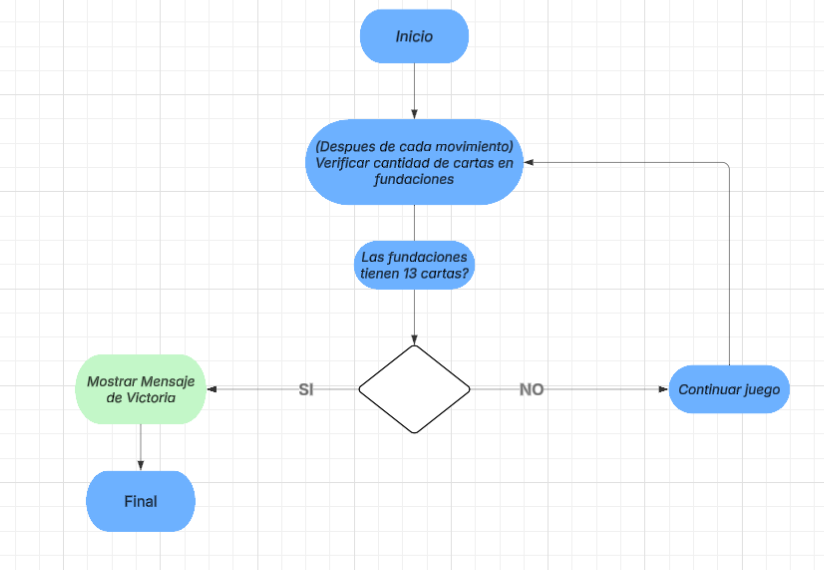 Inicio
(Despues de cada movimiento)
Verificar cantidad de cartas en
fundaciones
Las fundaciones
tienen 13 cartas?
SI
NO
Mostrar Mensaje
de Victoria
Continuar juego
Final